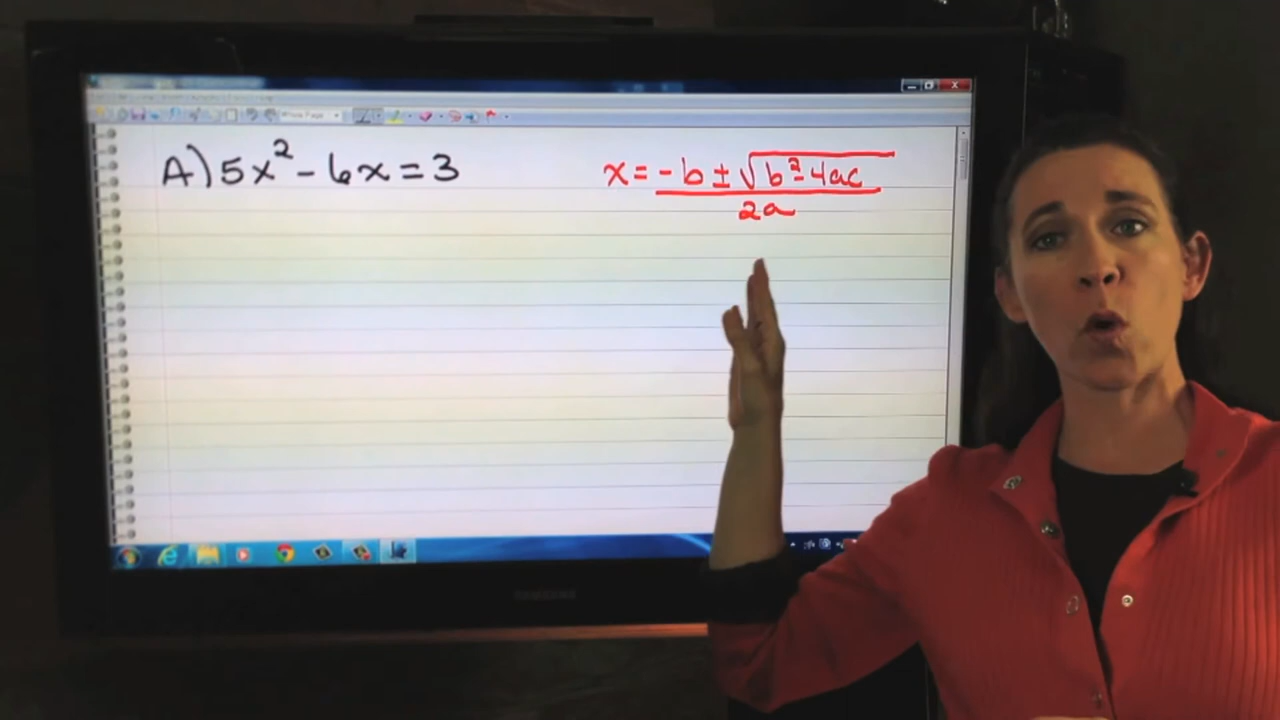 A) 5x² - 6x = 3
x = -b ± √b² - 4ac
2a